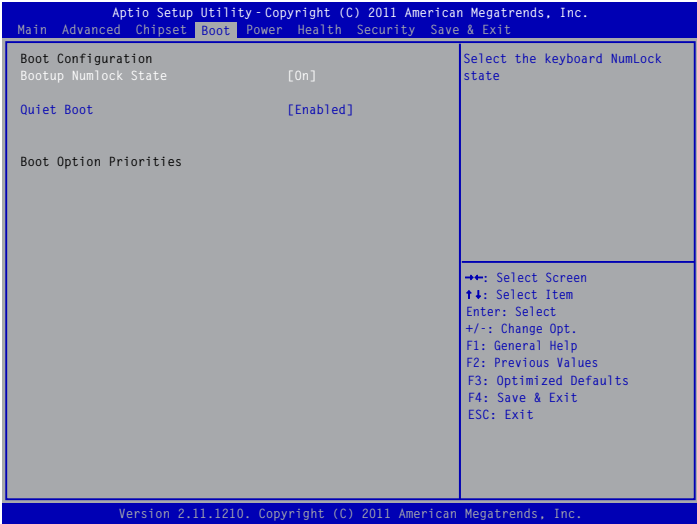 Aptio Setup Utility - Copyright (C) 2011 American Megatrends, Inc.
Main Advanced Chipset Boot Power Health Security Save & Exit
Boot Configuration
Bootup Numlock State [On]
Quiet Boot [Enabled]
Boot Option Priorities
Select the keyboard NumLock
state
→←: Select Screen
↑↓: Select Item
Enter: Select
+/-: Change Opt.
F1: General Help
F2: Previous Values
F3: Optimized Defaults
F4: Save & Exit
ESC: Exit
Version 2.11.1210. Copyright (C) 2011 American Megatrends, Inc.